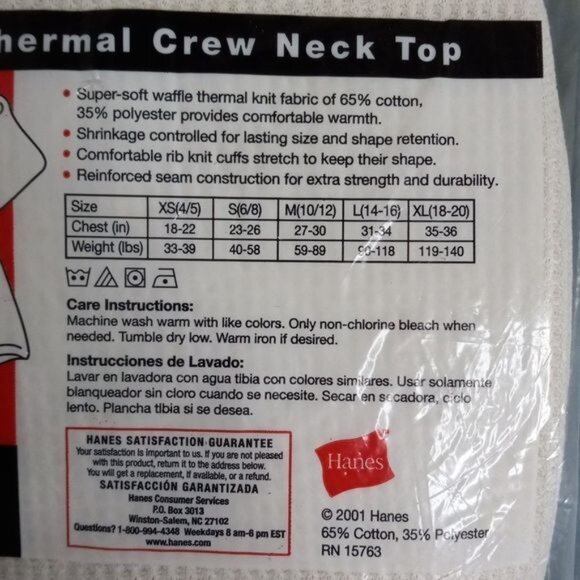 hermal Crew Neck Top
• Super-soft waffle thermal knit fabric of 65% cotton,
35% polyester provides comfortable warmth.
• Shrinkage controlled for lasting size and shape retention.
• Comfortable rib knit cuffs stretch to keep their shape.
• Reinforced seam construction for extra strength and durability.
Size XS(4/5) S(6/8) M(10/12) L(14-16) XL(18-20)
Chest (in) 18-22 23-26 27-30 31-34 35-36
Weight (lbs) 33-39 40-58 59-89 90-118 119-140
Care Instructions:
Machine wash warm with like colors. Only non-chlorine bleach when
needed. Tumble dry low. Warm iron if desired.
Instrucciones de Lavado:
Lavar en lavadora con agua tibia con colores similares. Usar solamente
blanqueador sin cloro cuando se necesite. Secar en secadora, ciclo
lento. Plancha tibia si se desea.
HANES SATISFACTION GUARANTEE
Your satisfaction is important to us. If you are not pleased
with this product, return it to the address below.
You will get a replacement, if available, or a refund.
SATISFACCIÓN GARANTIZADA
Hanes Consumer Services
P.O. Box 3013
Winston-Salem, NC 27102
Questions? 1-800-994-4348 Weekdays 8 am-6 pm EST
www.hanes.com
Hanes
© 2001 Hanes
65% Cotton, 35% Polyester
RN 15763